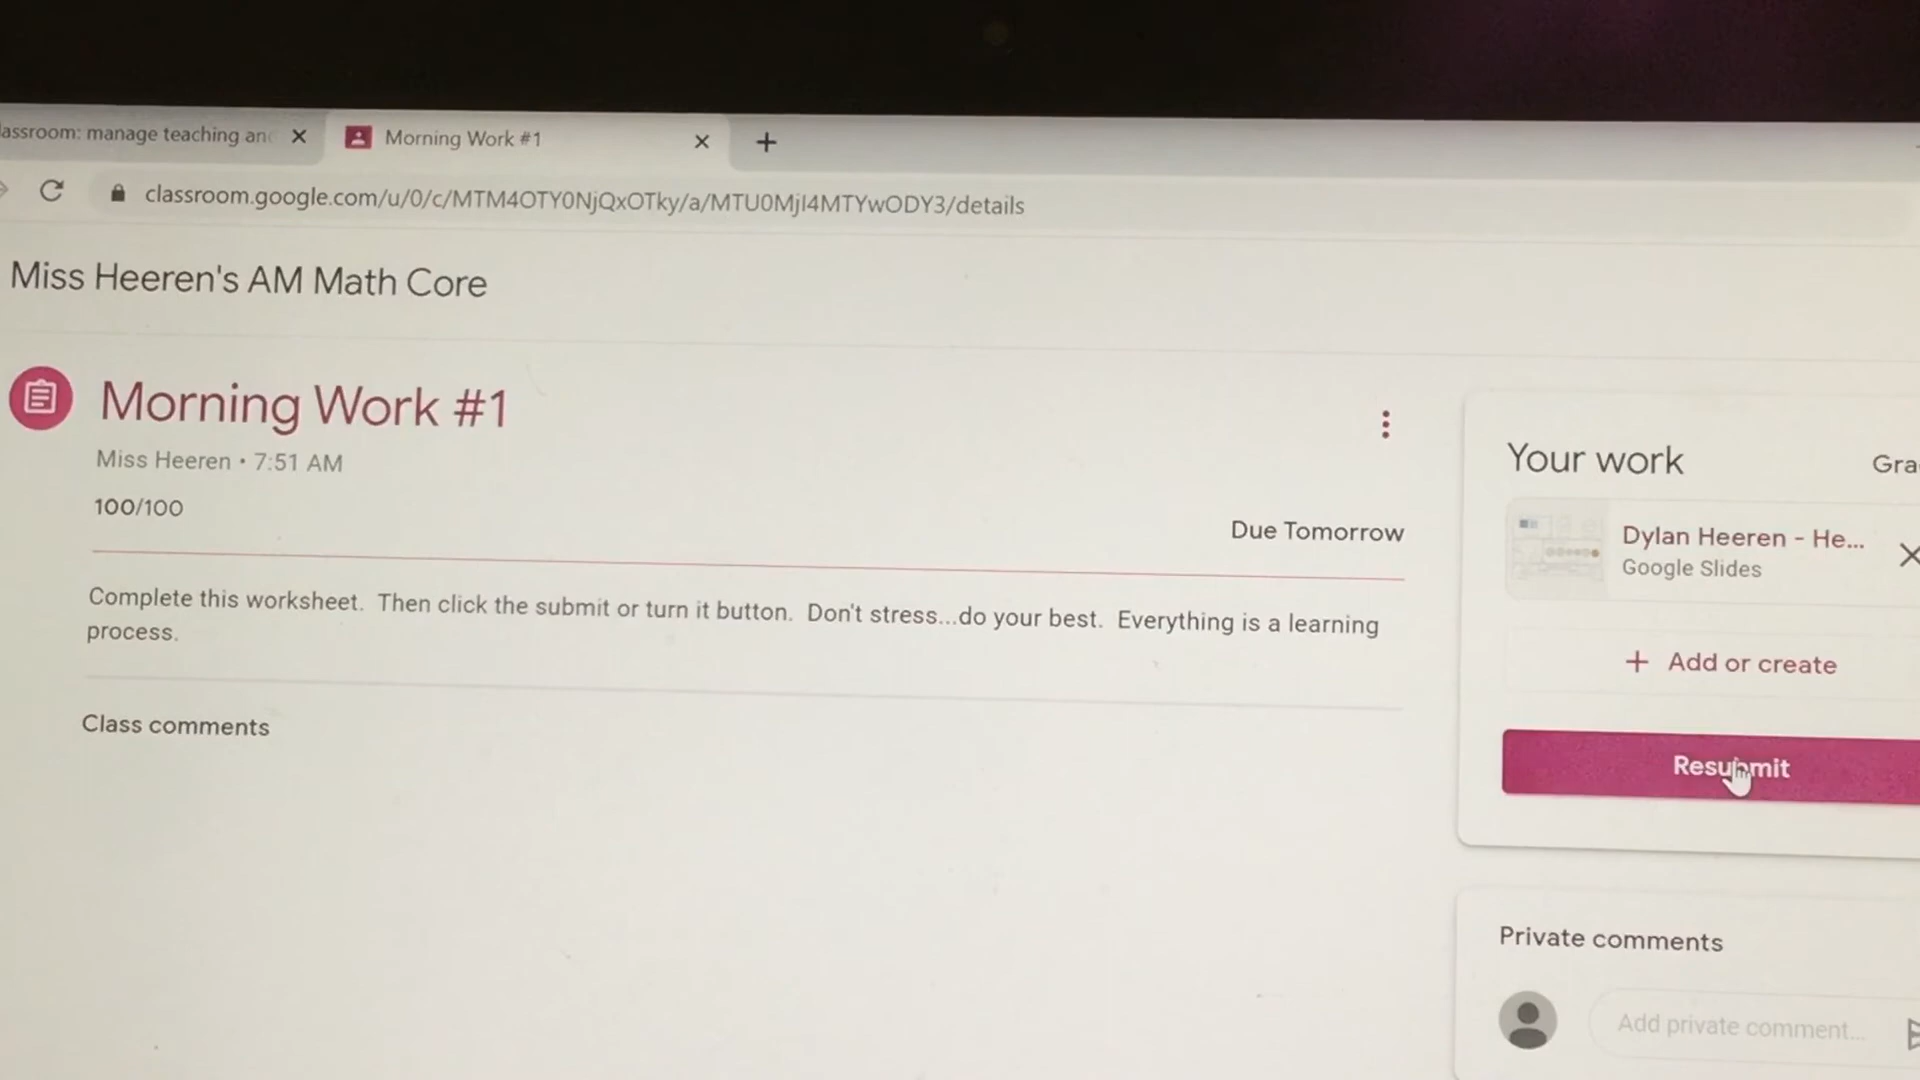 assroom: manage teaching an
Morning Work #1
classroom.google.com/u/0/c/MTM4OTY0NjQxOTky/a/MTU0MjI4MTYwODY3/details
Miss Heeren's AM Math Core
Morning Work #1
Miss Heeren • 7:51 AM
100/100
Due Tomorrow
Complete this worksheet. Then click the submit or turn it button. Don't stress...do your best. Everything is a learning
process.
Class comments
Your work
Gra
Dylan Heeren - He...
Google Slides
+ Add or create
Resubmit
Private comments
Add private comment...